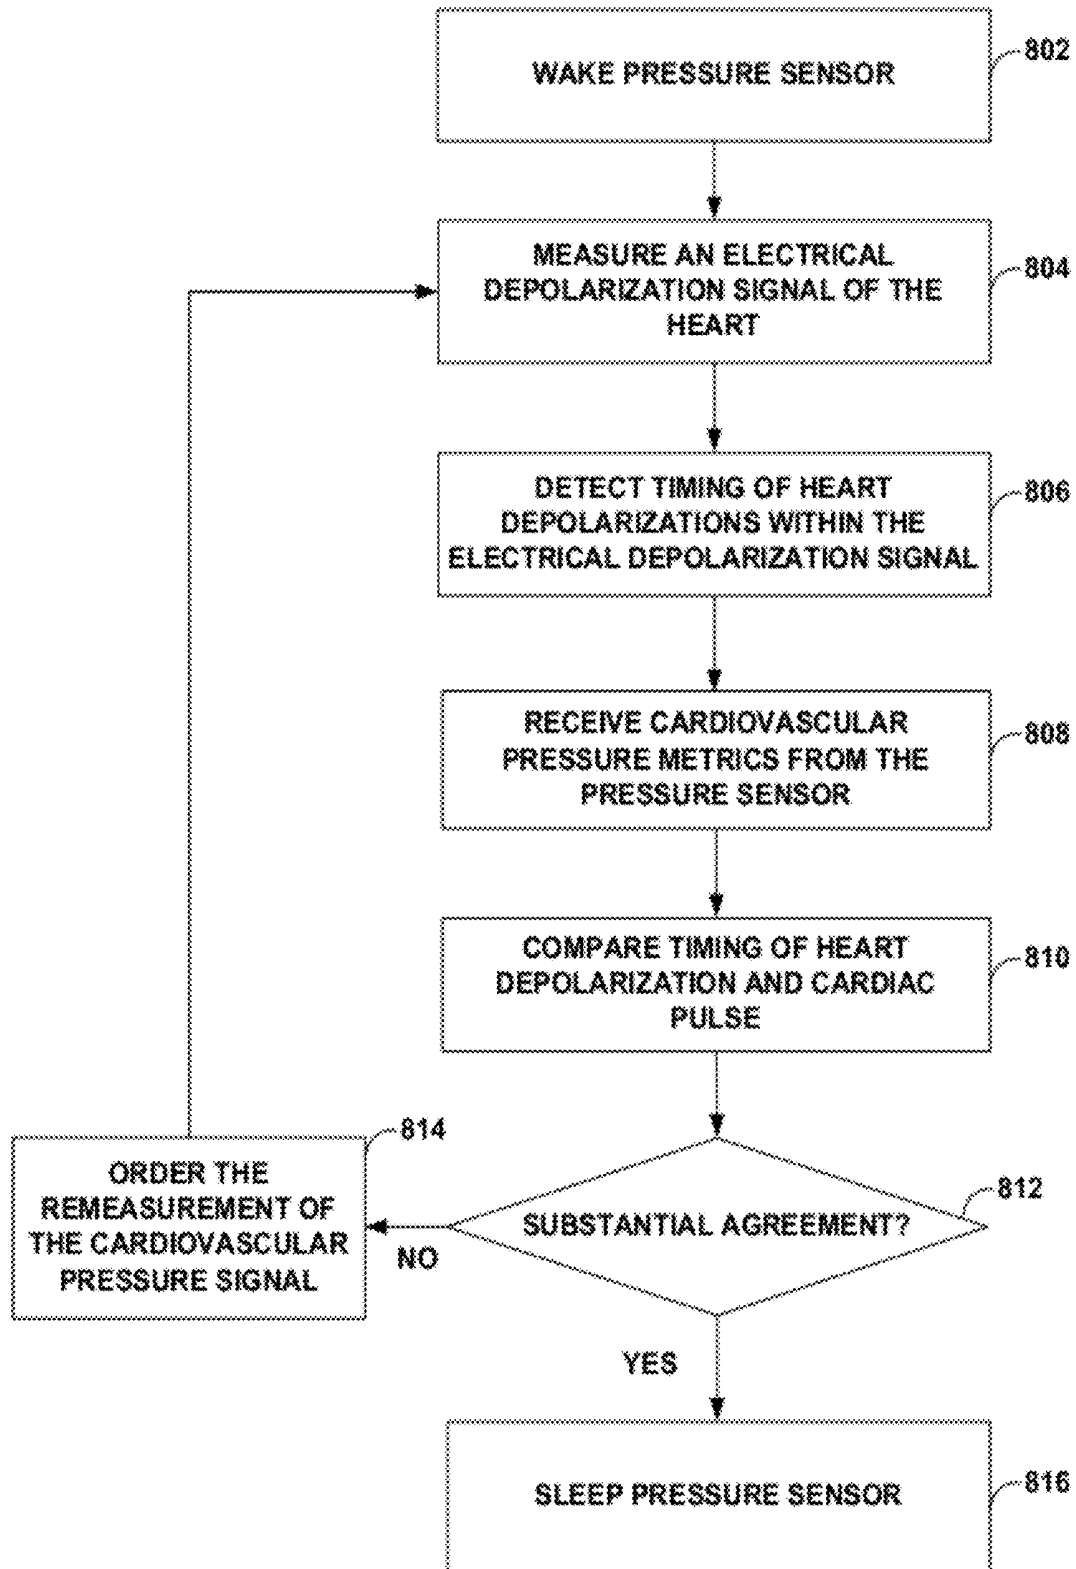 WAKE PRESSURE SENSOR
802
MEASURE AN ELECTRICAL
DEPOLARIZATION SIGNAL OF THE
HEART
804
DETECT TIMING OF HEART
DEPOLARIZATIONS WITHIN THE
ELECTRICAL DEPOLARIZATION SIGNAL
806
RECEIVE CARDIOVASCULAR
PRESSURE METRICS FROM THE
PRESSURE SENSOR
808
COMPARE TIMING OF HEART
DEPOLARIZATION AND CARDIAC
PULSE
810
SUBSTANTIAL AGREEMENT?
812
NO
ORDER THE
REMEASUREMENT OF
THE CARDIOVASCULAR
PRESSURE SIGNAL
814
YES
SLEEP PRESSURE SENSOR
816